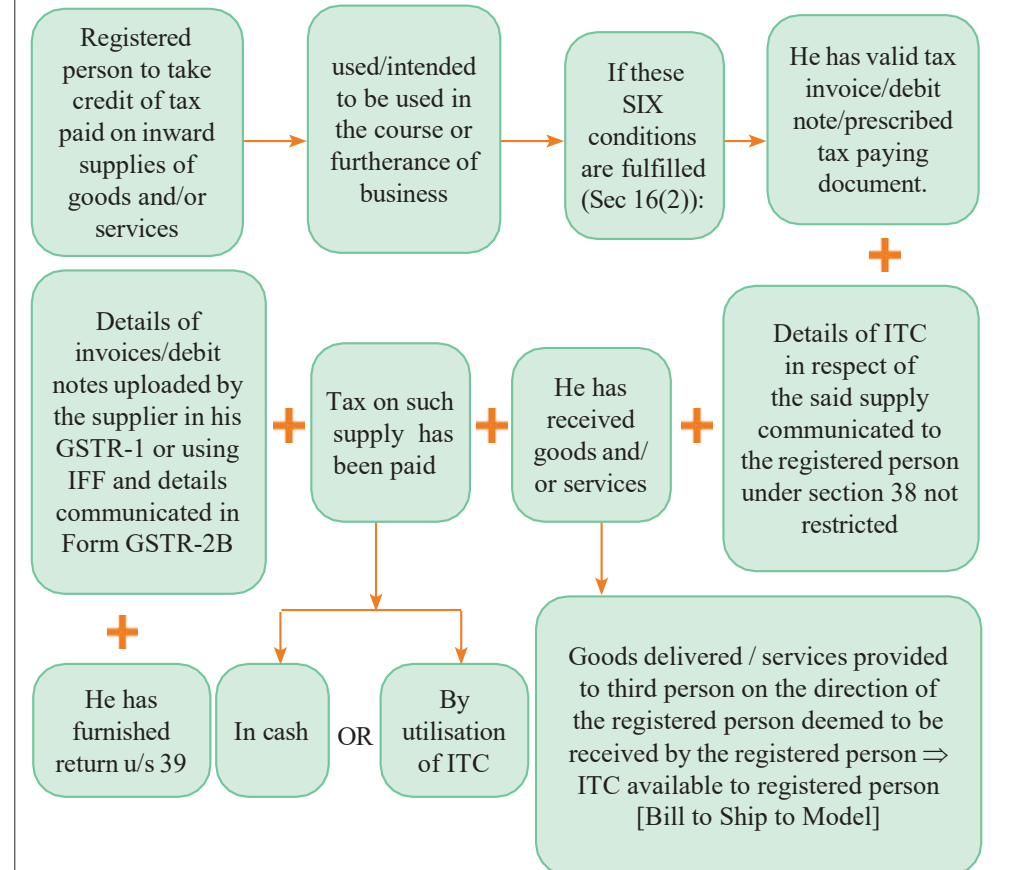 Registered
person to take
credit of tax
paid on inward
supplies of
goods and/or
services
used/intended
to be used in
the course or
furtherance of
business
If these
SIX
conditions
are fulfilled
(Sec 16(2)):
He has valid tax
invoice/debit
note/prescribed
tax paying
document.
+
Details of ITC
in respect of
the said supply
communicated to
the registered person
under section 38 not
restricted
+
He has
received
goods and/
or services
+
Tax on such
supply has
been paid
+
Details of
invoices/debit
notes uploaded by
the supplier in his
GSTR-1 or using
IFF and details
communicated in
Form GSTR-2B
+
He has
furnished
return u/s 39
In cash
OR
By
utilisation
of ITC
Goods delivered / services provided
to third person on the direction of
the registered person deemed to be
received by the registered person ⇒
ITC available to registered person
[Bill to Ship to Model]